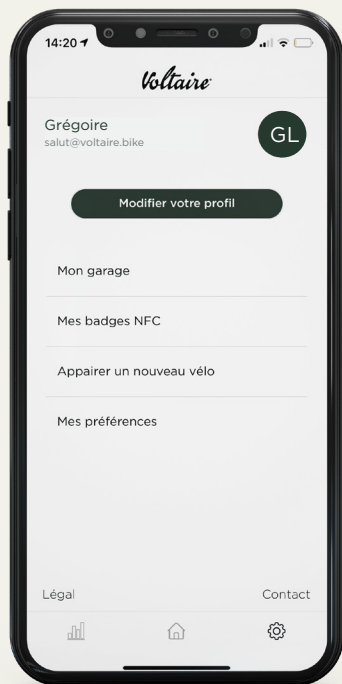 14:20
Voltaire
Grégoire
salut@voltaire.bike
GL
Modifier votre profil
Mon garage
Mes badges NFC
Appairer un nouveau vélo
Mes préférences
Légal
Contact